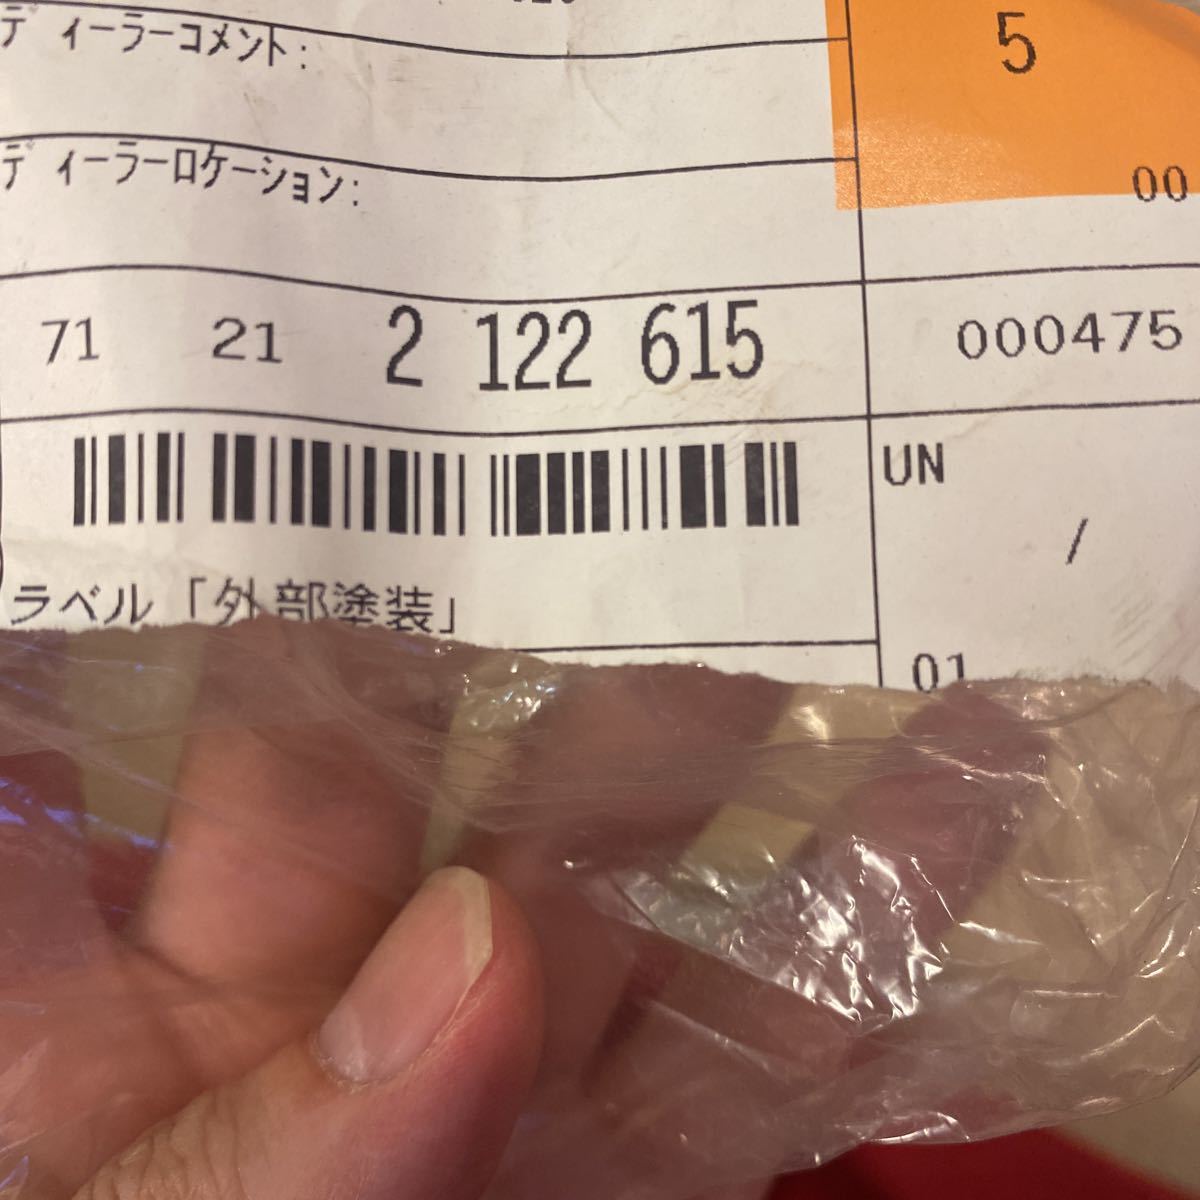 ディーラーコメント:
5
ディーラーロケーション:
00
71 21 2 122 615 000475
UN
/
ラベル「外部塗装」
01